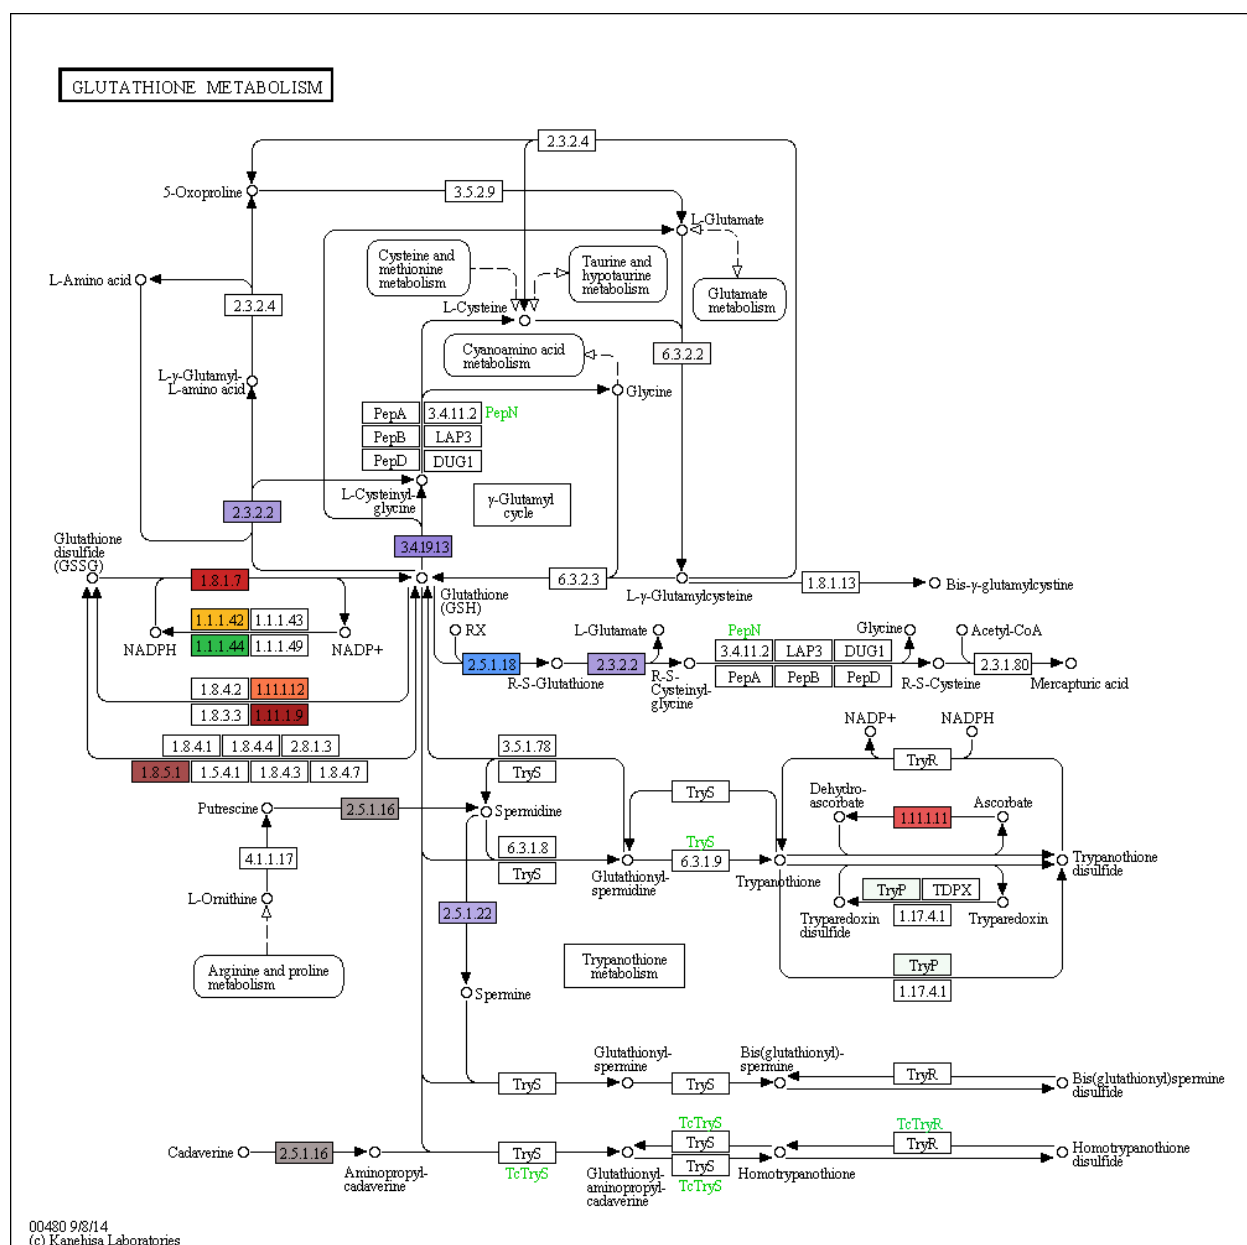 GLUTATHIONE METABOLISM
2.3.2.4
5-Oxoproline
3.5.2.9
L-Glutamate
Cysteine and
methionine
metabolism
Taurine and
hypotaurine
metabolism
L-Amino acid
Glutamate
metabolism
2.3.2.4
L-Cysteine
Cyanoamino acid
metabolism
6.3.2.2
L-γ-Glutamyl-
L-amino acid
Glycine
PepA
3.4.11.2
PepN
PepB
LAP3
PepD
DUG1
L-Cysteinyl-
glycine
γ-Glutamyl
cycle
2.3.2.2
3.4.19.13
Glutathione
disulfide
(GSSG)
1.8.1.7
6.3.2.3
1.8.1.13
Bis-γ-glutamylcystine
Glutathione
(GSH)
L-γ-Glutamylcysteine
1.1.1.42
1.1.1.43
1.1.1.44
1.1.1.49
NADPH
NADP+
RX
L-Glutamate
PepN
Glycine
Acetyl-CoA
2.5.1.18
2.3.2.2
3.4.11.2
LAP3
DUG1
PepA
PepB
PepD
2.3.1.80
R-S-Glutathione
R-S-
Cysteinyl-
glycine
R-S-Cysteine
Mercapturic acid
1.8.4.2
1.11.1.12
1.8.3.3
1.11.1.9
1.8.4.1
1.8.4.4
2.8.1.3
1.8.5.1
1.5.4.1
1.8.4.3
1.8.4.7
3.5.1.78
TryS
NADP+
NADPH
TryR
Putrescine
2.5.1.16
Spermidine
TryS
Dehydro-
ascorbate
Ascorbate
1.11.1.11
4.1.1.17
6.3.1.8
TryS
TryS
6.3.1.9
Glutathionyl-
spermidine
Trypanothione
Trypanothione
disulfide
L-Ornithine
TryP
TDPX
1.17.4.1
Tryparedoxin
disulfide
Tryparedoxin
2.5.1.22
Arginine and proline
metabolism
Trypanothione
metabolism
TryP
1.17.4.1
Spermine
Glutathionyl-
spermine
Bis(glutathionyl)-
spermine
TryS
TryS
TryR
Bis(glutathionyl)spermine
disulfide
Cadaverine
2.5.1.16
Aminopropyl-
cadaverine
TryS
TcTryS
Glutathionyl-
aminopropyl-
cadaverine
TcTryS
TryS
TryS
TcTryS
Homotrypanothione
TcTryR
TryR
Homotrypanothione
disulfide
00480 9/8/14
(c) Kanehisa Laboratories